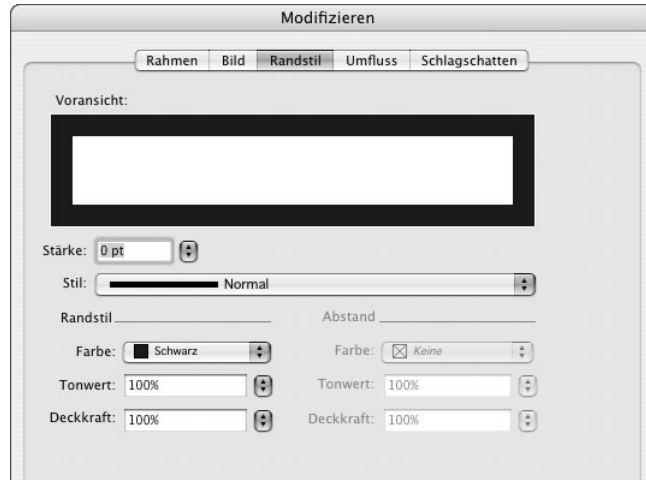 Modifizieren
Rahmen Bild Randstil Umfluss Schlagschatten
Voransicht:
Stärke: 0 pt
Stil: Normal
Randstil Abstand
Farbe: Schwarz Farbe: Keine
Tonwert: 100% Tonwert: 100%
Deckkraft: 100% Deckkraft: 100%